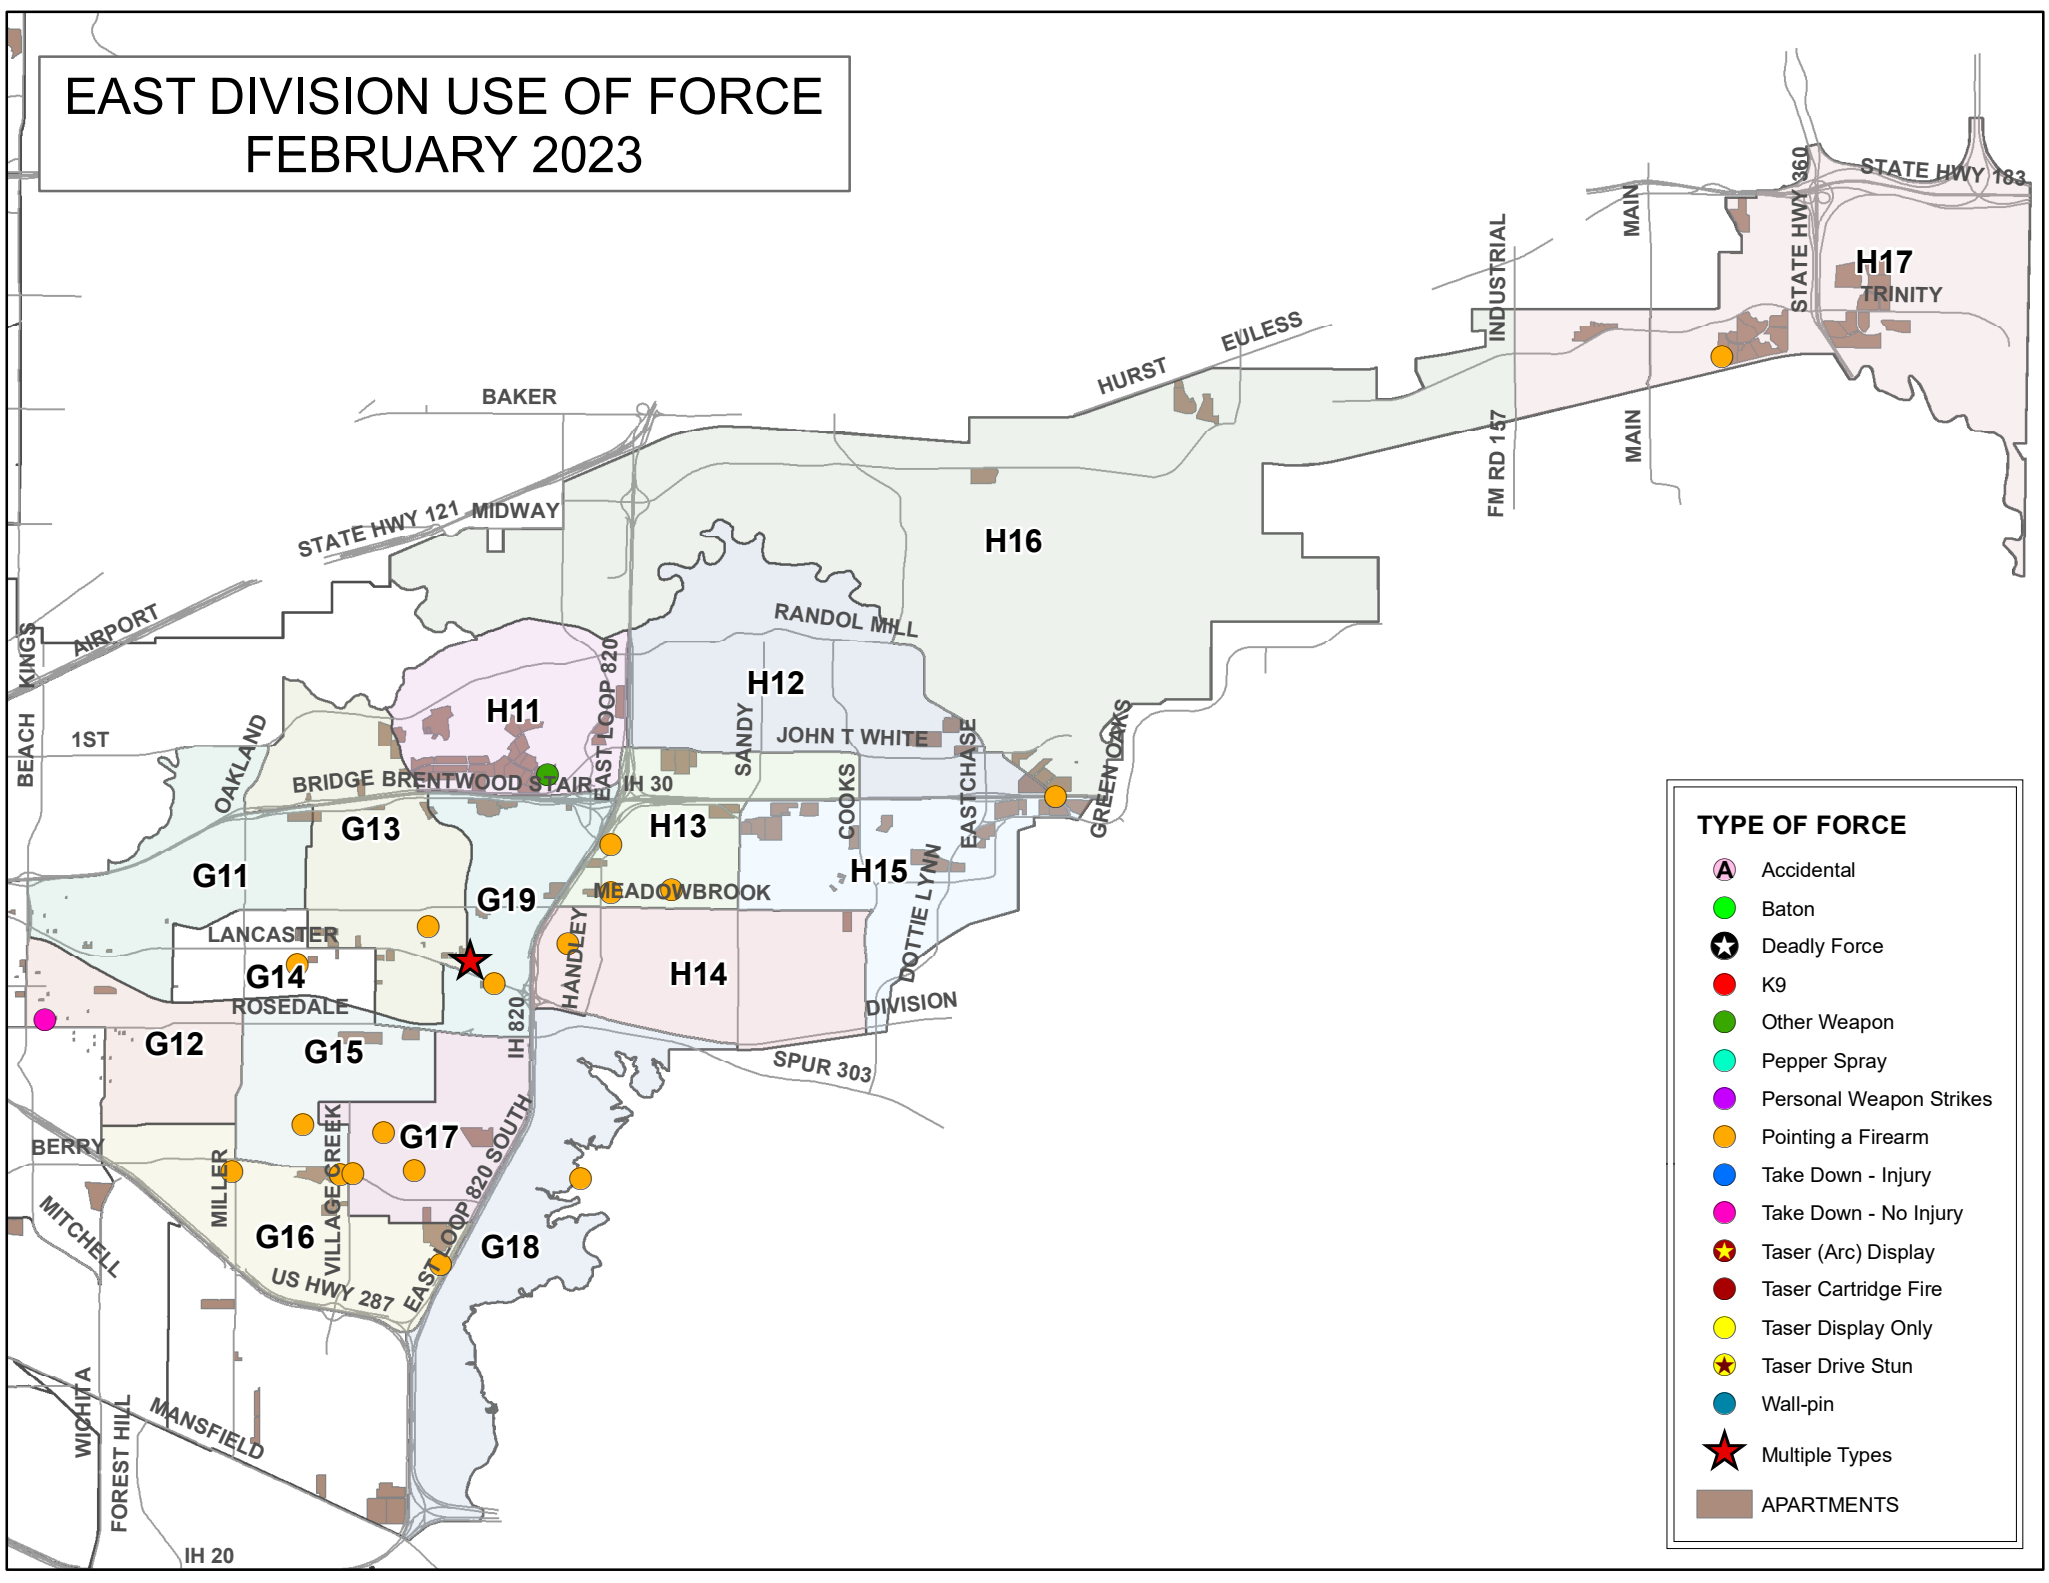 EAST DIVISION USE OF FORCE
FEBRUARY 2023
STATE HWY 183
STATE HWY 360
MAIN
INDUSTRIAL
H17
TRINITY
EULESS
HURST
BAKER
MAIN
FM RD 157
STATE HWY 121
MIDWAY
H16
AIRPORT
KINGS
RANDOL MILL
EAST LOOP 820
H12
H11
BEACH
1ST
OAKLAND
SANDY
JOHN T WHITE
EASTCHASE
GREEN OAKS
BRIDGE
BRENTWOOD STAIR
IH 30
COOKS
G13
H13
G11
H15
G19
MEADOWBROOK
DOTTIE LYNN
LANCASTER
HANDLEY
G14
H14
ROSEDALE
DIVISION
IH 820
G12
G15
SPUR 303
BERRY
G17
MILLER
VILLAGE CREEK
EAST LOOP 820 SOUTH
MITCHELL
G16
G18
US HWY 287
WICHITA
FOREST HILL
MANSFIELD
IH 20
TYPE OF FORCE
A Accidental
Baton
Deadly Force
K9
Other Weapon
Pepper Spray
Personal Weapon Strikes
Pointing a Firearm
Take Down - Injury
Take Down - No Injury
Taser (Arc) Display
Taser Cartridge Fire
Taser Display Only
Taser Drive Stun
Wall-pin
Multiple Types
APARTMENTS